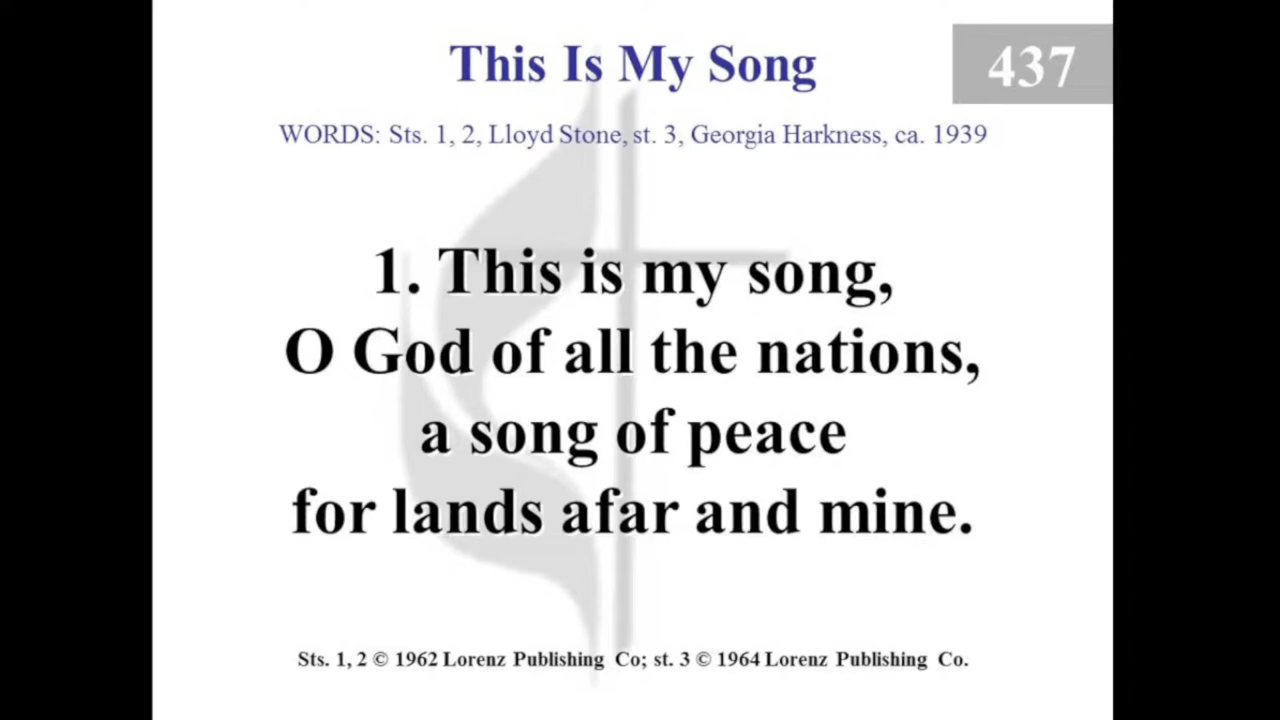 This Is My Song
437
WORDS: Sts. 1, 2, Lloyd Stone, st. 3, Georgia Harkness, ca. 1939
1. This is my song,
O God of all the nations,
a song of peace
for lands afar and mine.
Sts. 1, 2 © 1962 Lorenz Publishing Co; st. 3 © 1964 Lorenz Publishing Co.